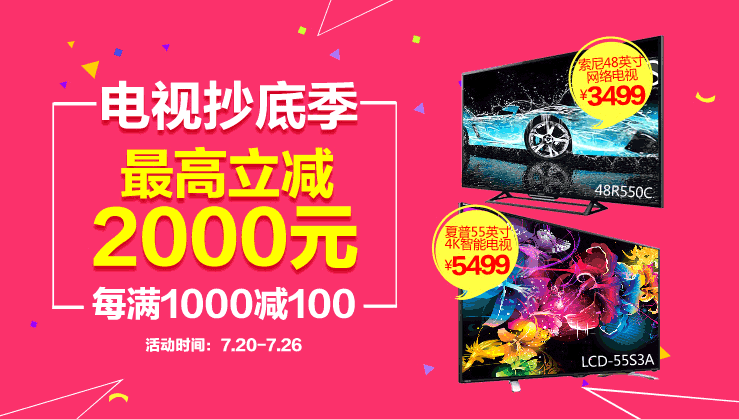 电视抄底季
最高立减
2000元
每满1000减100
活动时间：7.20-7.26
索尼48英寸
网络电视
¥3499
48R550C
夏普55英寸
4K智能电视
¥5499
LCD-55S3A